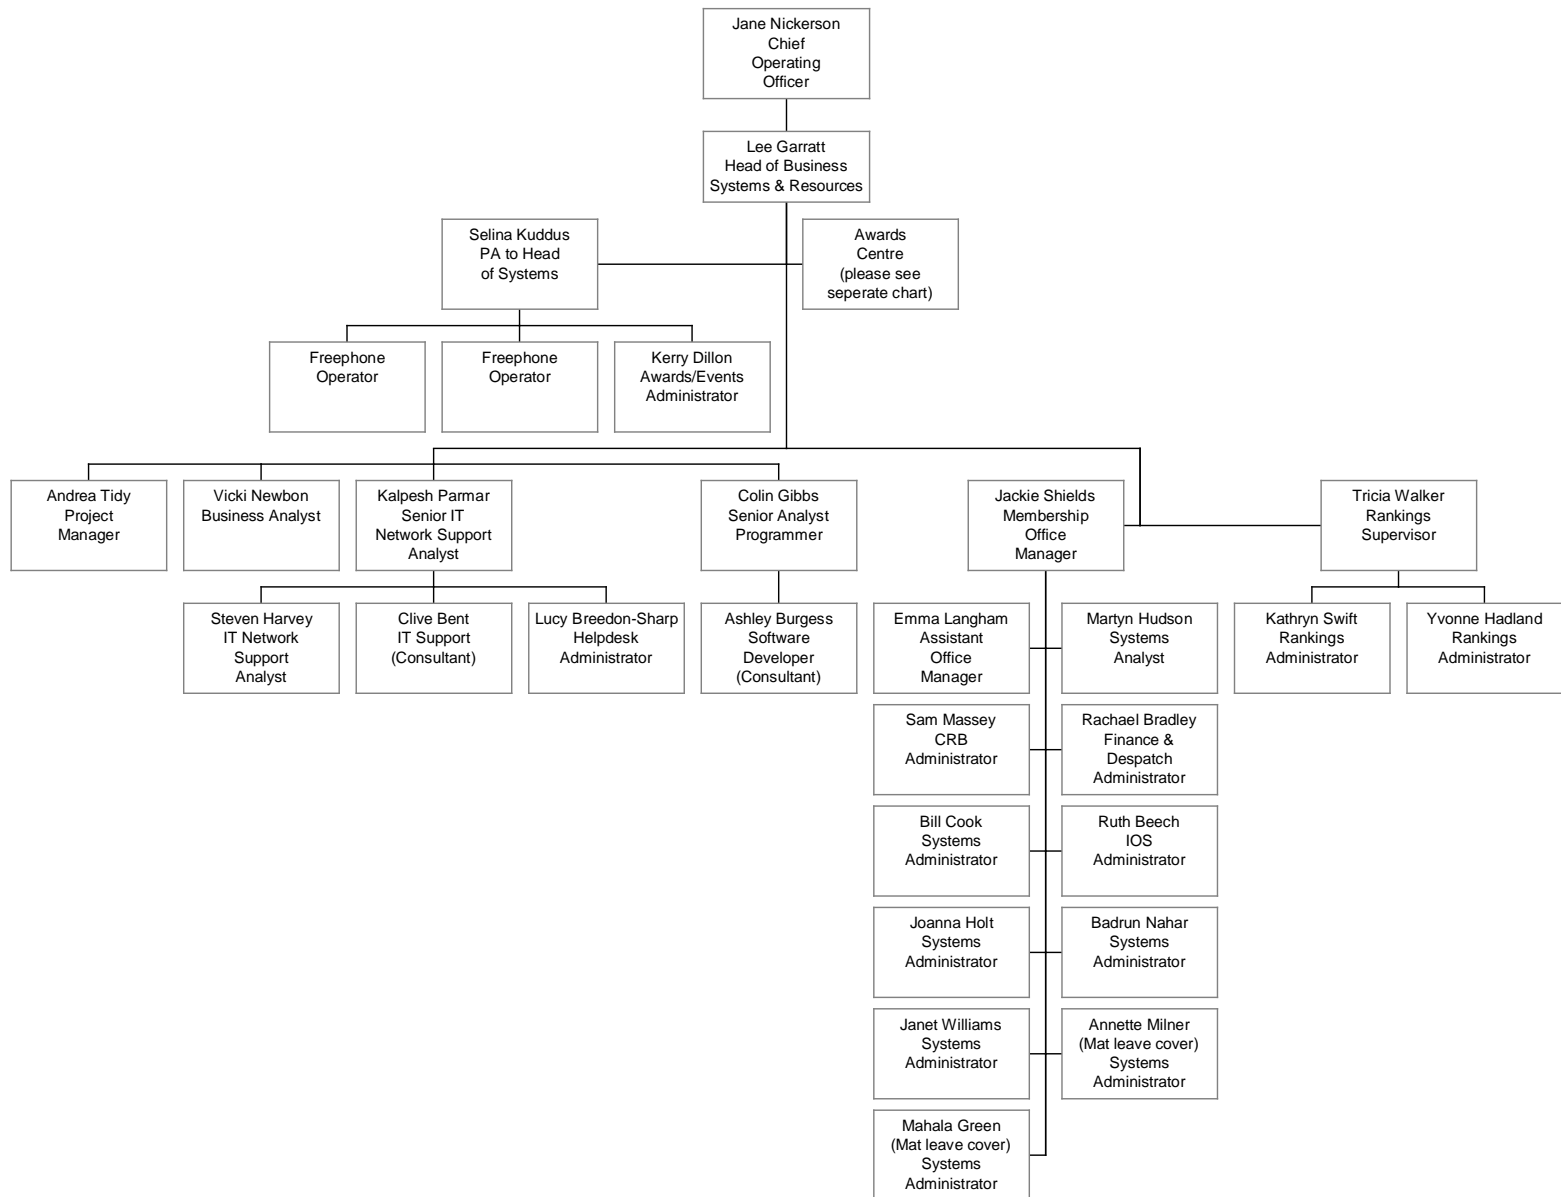 Jane Nickerson
Chief
Operating
Officer
Lee Garratt
Head of Business
Systems & Resources
Selina Kuddus
PA to Head
of Systems
Awards
Centre
(please see
seperate chart)
Freephone
Operator
Freephone
Operator
Kerry Dillon
Awards/Events
Administrator
Andrea Tidy
Project
Manager
Vicki Newbon
Business Analyst
Kalpesh Parmar
Senior IT
Network Support
Analyst
Colin Gibbs
Senior Analyst
Programmer
Jackie Shields
Membership
Office
Manager
Tricia Walker
Rankings
Supervisor
Steven Harvey
IT Network
Support
Analyst
Clive Bent
IT Support
(Consultant)
Lucy Breedon-Sharp
Helpdesk
Administrator
Ashley Burgess
Software
Developer
(Consultant)
Emma Langham
Assistant
Office
Manager
Martyn Hudson
Systems
Analyst
Kathryn Swift
Rankings
Administrator
Yvonne Hadland
Rankings
Administrator
Sam Massey
CRB
Administrator
Rachael Bradley
Finance &
Despatch
Administrator
Bill Cook
Systems
Administrator
Ruth Beech
IOS
Administrator
Joanna Holt
Systems
Administrator
Badrun Nahar
Systems
Administrator
Janet Williams
Systems
Administrator
Annette Milner
(Mat leave cover)
Systems
Administrator
Mahala Green
(Mat leave cover)
Systems
Administrator